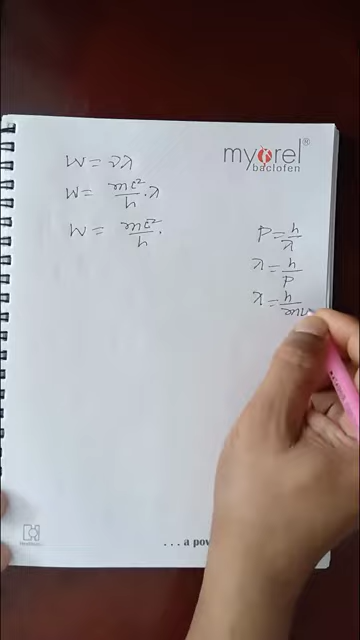 myorel®
baclofen
W = νλ
W = mc²/h · λ
W = mc²/h ·
p = h/λ
λ = h/p
λ = h/mv
... a pow